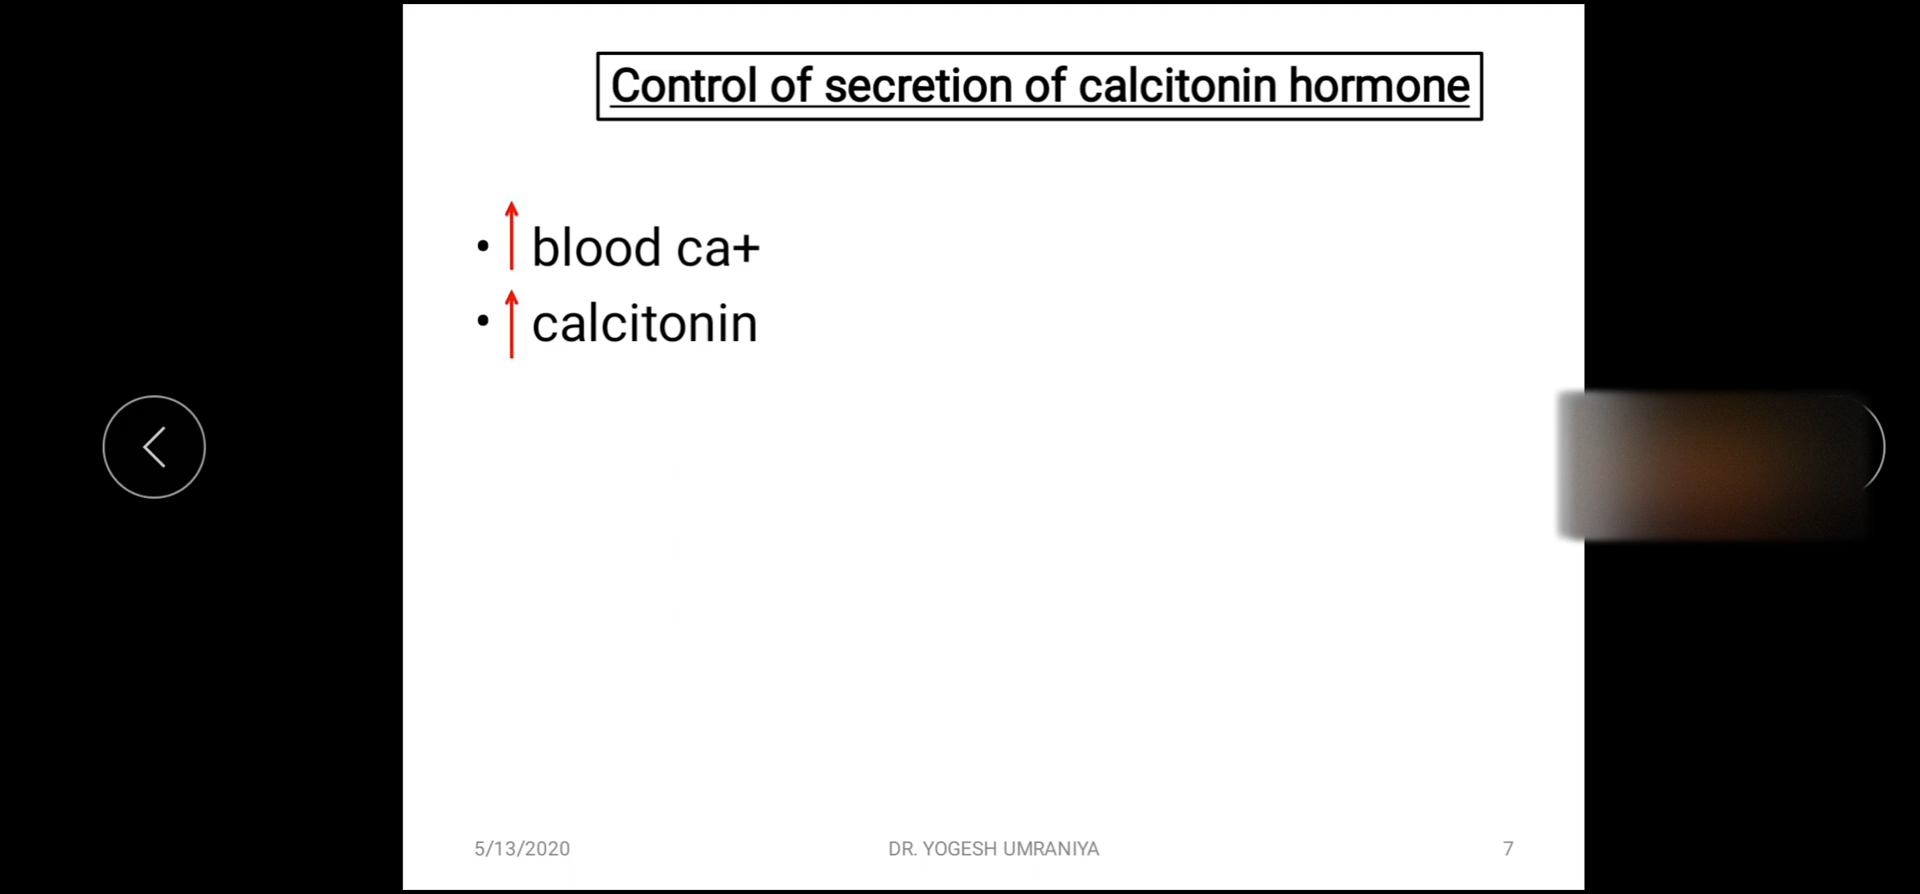 Control of secretion of calcitonin hormone
• ↑ blood ca+
• ↑ calcitonin
5/13/2020 DR. YOGESH UMRANIYA 7